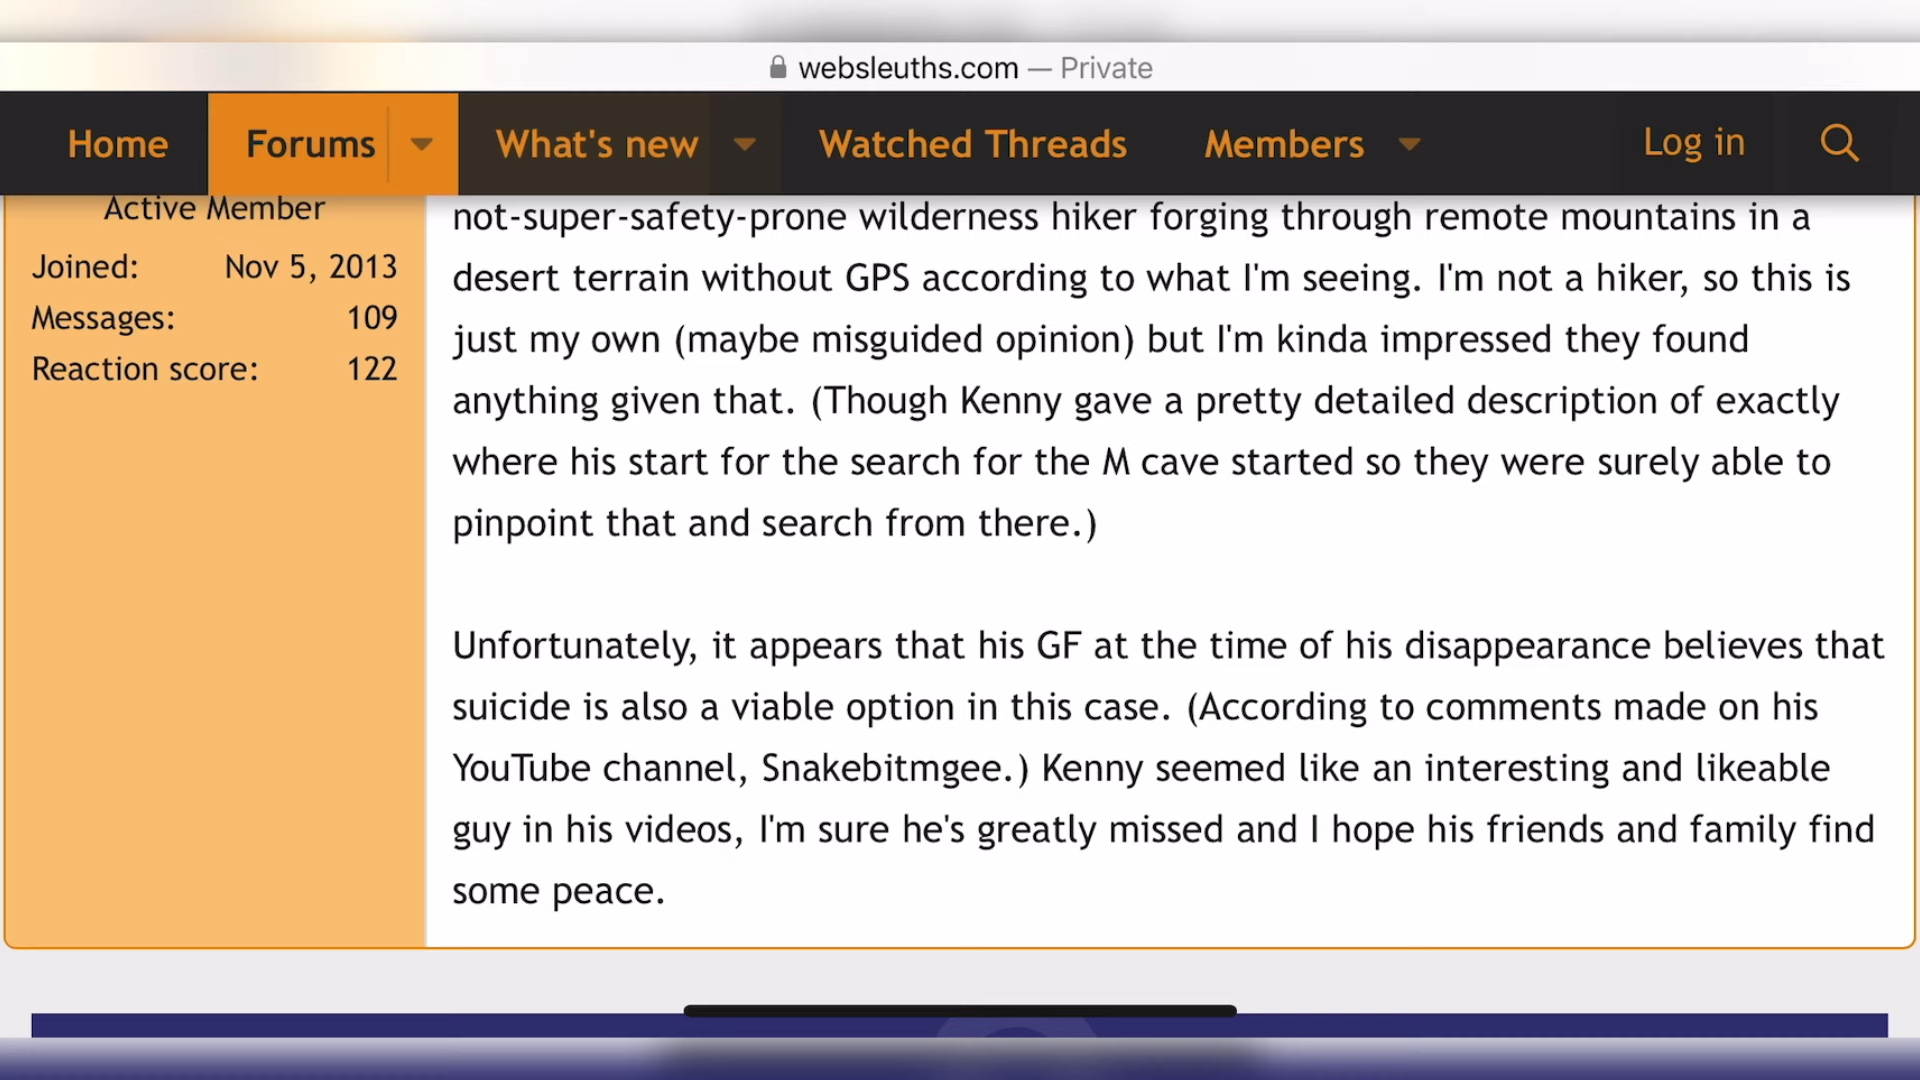 websleuths.com — Private
Home
Forums
What's new
Watched Threads
Members
Log in
Active Member
Joined: Nov 5, 2013
Messages: 109
Reaction score: 122
not-super-safety-prone wilderness hiker forging through remote mountains in a
desert terrain without GPS according to what I'm seeing. I'm not a hiker, so this is
just my own (maybe misguided opinion) but I'm kinda impressed they found
anything given that. (Though Kenny gave a pretty detailed description of exactly
where his start for the search for the M cave started so they were surely able to
pinpoint that and search from there.)
Unfortunately, it appears that his GF at the time of his disappearance believes that
suicide is also a viable option in this case. (According to comments made on his
YouTube channel, Snakebitmgee.) Kenny seemed like an interesting and likeable
guy in his videos, I'm sure he's greatly missed and I hope his friends and family find
some peace.